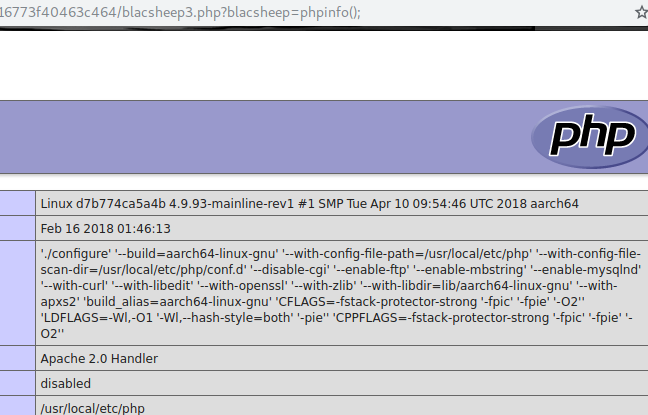 16773f40463c464/blacsheep3.php?blacsheep=phpinfo();
php
Linux d7b774ca5a4b 4.9.93-mainline-rev1 #1 SMP Tue Apr 10 09:54:46 UTC 2018 aarch64
Feb 16 2018 01:46:13
'./configure' '--build=aarch64-linux-gnu' '--with-config-file-path=/usr/local/etc/php' '--with-config-file-
scan-dir=/usr/local/etc/php/conf.d' '--disable-cgi' '--enable-ftp' '--enable-mbstring' '--enable-mysqlnd'
'--with-curl' '--with-libedit' '--with-openssl' '--with-zlib' '--with-libdir=lib/aarch64-linux-gnu' '--with-
apxs2' 'build_alias=aarch64-linux-gnu' 'CFLAGS=-fstack-protector-strong '-fpic' '-fpie' '-O2''
'LDFLAGS=-Wl,-O1 '-Wl,--hash-style=both' '-pie'' 'CPPFLAGS=-fstack-protector-strong '-fpic' '-fpie' '-
O2''
Apache 2.0 Handler
disabled
/usr/local/etc/php